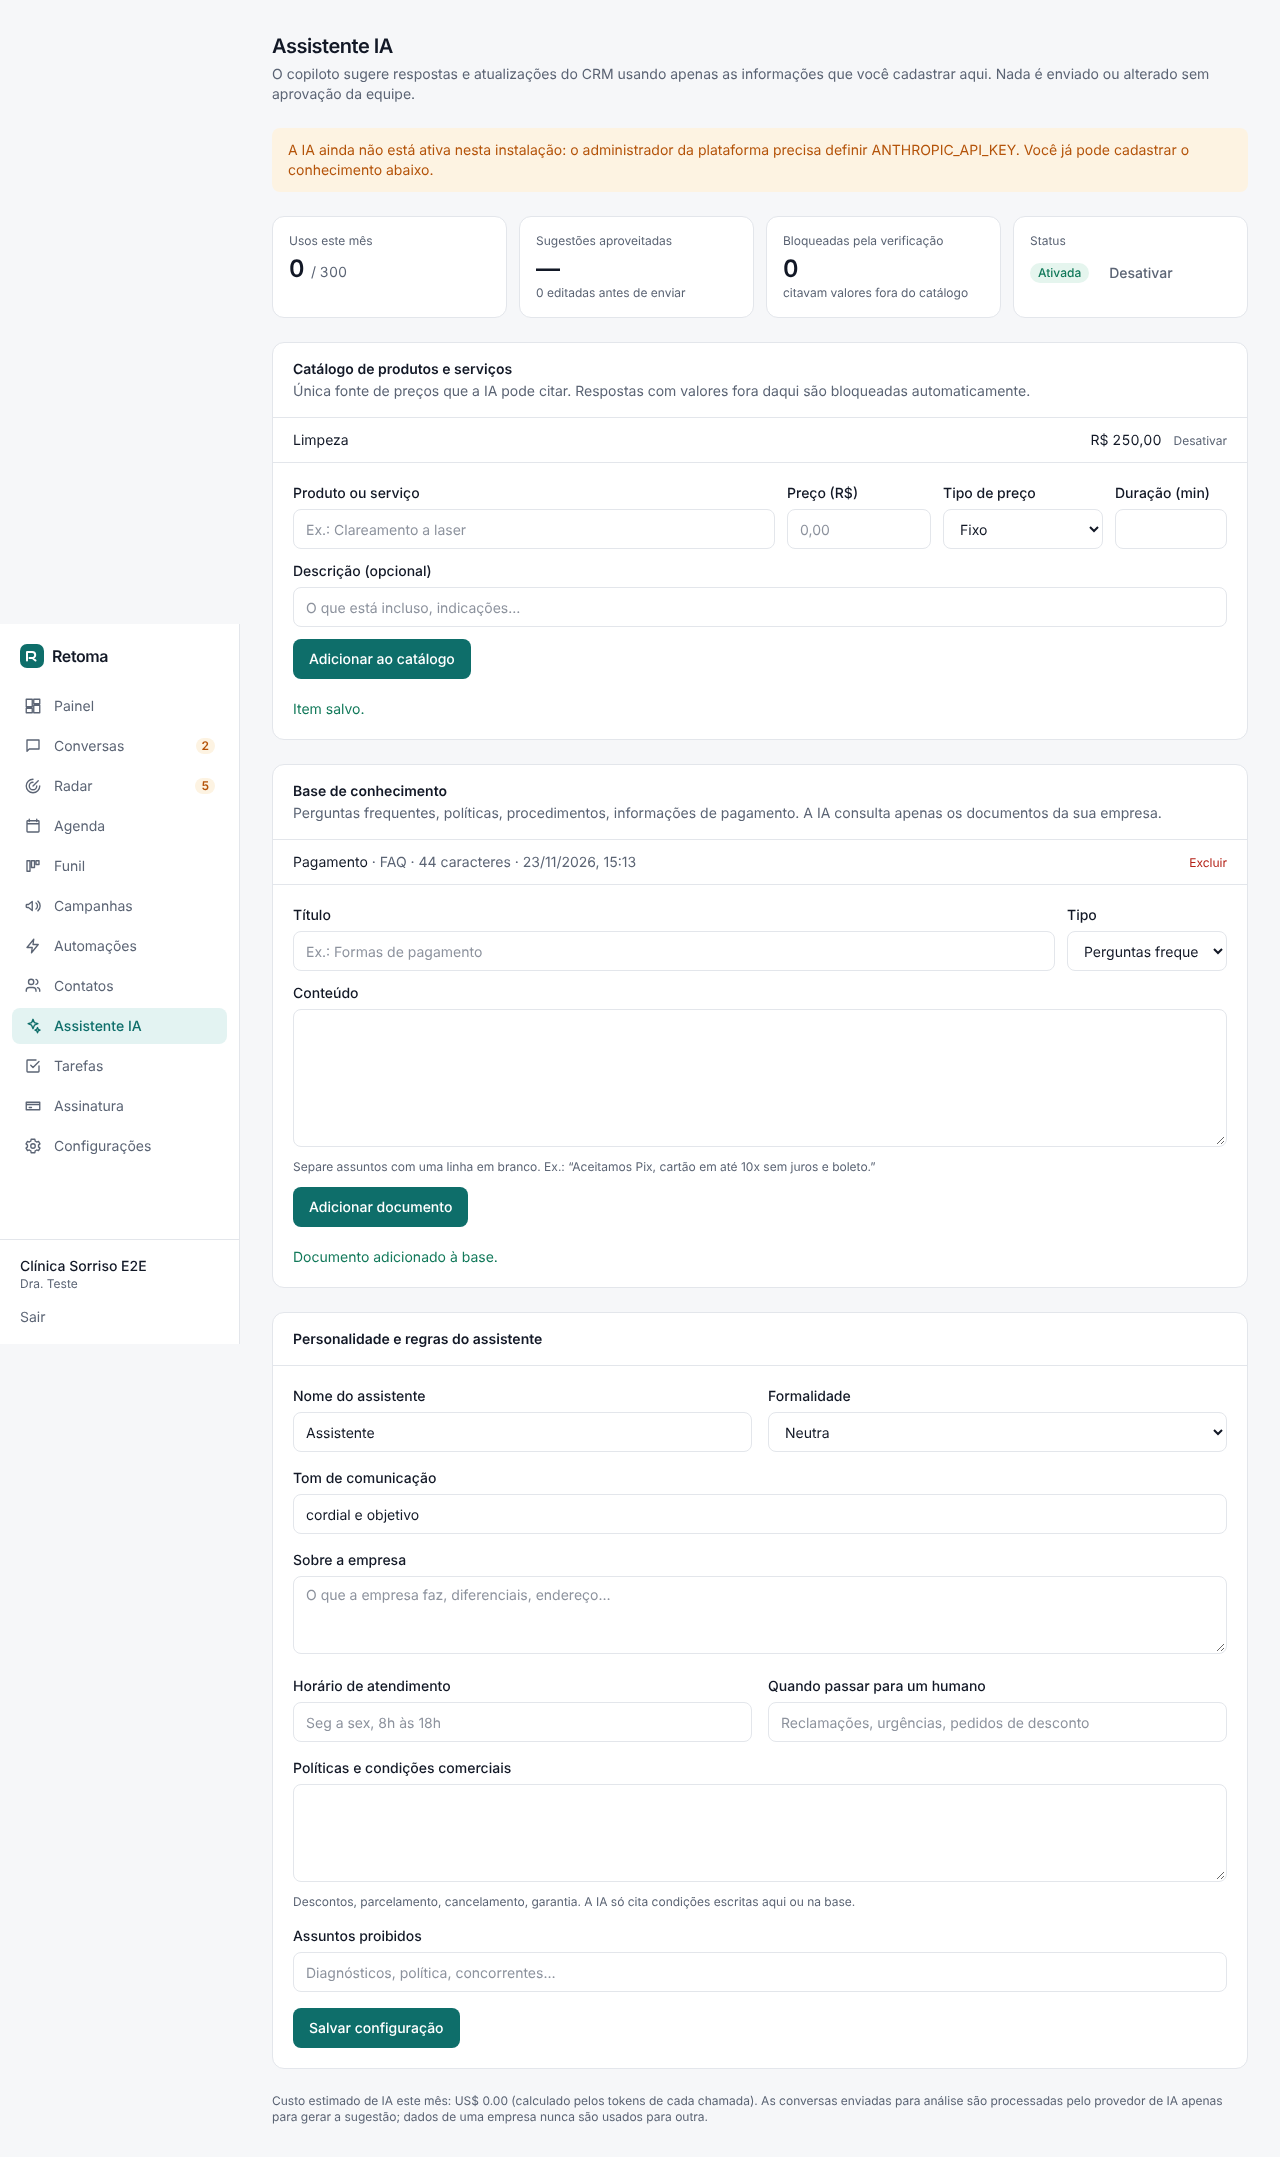 Assistente IA
O copiloto sugere respostas e atualizações do CRM usando apenas as informações que você cadastrar aqui. Nada é enviado ou alterado sem
aprovação da equipe.
A IA ainda não está ativa nesta instalação: o administrador da plataforma precisa definir ANTHROPIC_API_KEY. Você já pode cadastrar o
conhecimento abaixo.
Usos este mês
0 / 300
Sugestões aproveitadas
—
0 editadas antes de enviar
Bloqueadas pela verificação
0
citavam valores fora do catálogo
Status
Ativada Desativar
Catálogo de produtos e serviços
Única fonte de preços que a IA pode citar. Respostas com valores fora daqui são bloqueadas automaticamente.
Limpeza R$ 250,00 Desativar
Produto ou serviço Preço (R$) Tipo de preço Duração (min)
Ex.: Clareamento a laser 0,00 Fixo
Descrição (opcional)
O que está incluso, indicações...
Adicionar ao catálogo
Item salvo.
Retoma
Painel
Conversas 2
Radar 5
Agenda
Funil
Campanhas
Automações
Contatos
Assistente IA
Tarefas
Assinatura
Configurações
Clínica Sorriso E2E
Dra. Teste
Sair
Base de conhecimento
Perguntas frequentes, políticas, procedimentos, informações de pagamento. A IA consulta apenas os documentos da sua empresa.
Pagamento · FAQ · 44 caracteres · 23/11/2026, 15:13 Excluir
Título Tipo
Ex.: Formas de pagamento Perguntas freque
Conteúdo
Separe assuntos com uma linha em branco. Ex.: “Aceitamos Pix, cartão em até 10x sem juros e boleto.”
Adicionar documento
Documento adicionado à base.
Personalidade e regras do assistente
Nome do assistente Formalidade
Assistente Neutra
Tom de comunicação
cordial e objetivo
Sobre a empresa
O que a empresa faz, diferenciais, endereço...
Horário de atendimento Quando passar para um humano
Seg a sex, 8h às 18h Reclamações, urgências, pedidos de desconto
Políticas e condições comerciais
Descontos, parcelamento, cancelamento, garantia. A IA só cita condições escritas aqui ou na base.
Assuntos proibidos
Diagnósticos, política, concorrentes...
Salvar configuração
Custo estimado de IA este mês: US$ 0.00 (calculado pelos tokens de cada chamada). As conversas enviadas para análise são processadas pelo provedor de IA apenas
para gerar a sugestão; dados de uma empresa nunca são usados para outra.